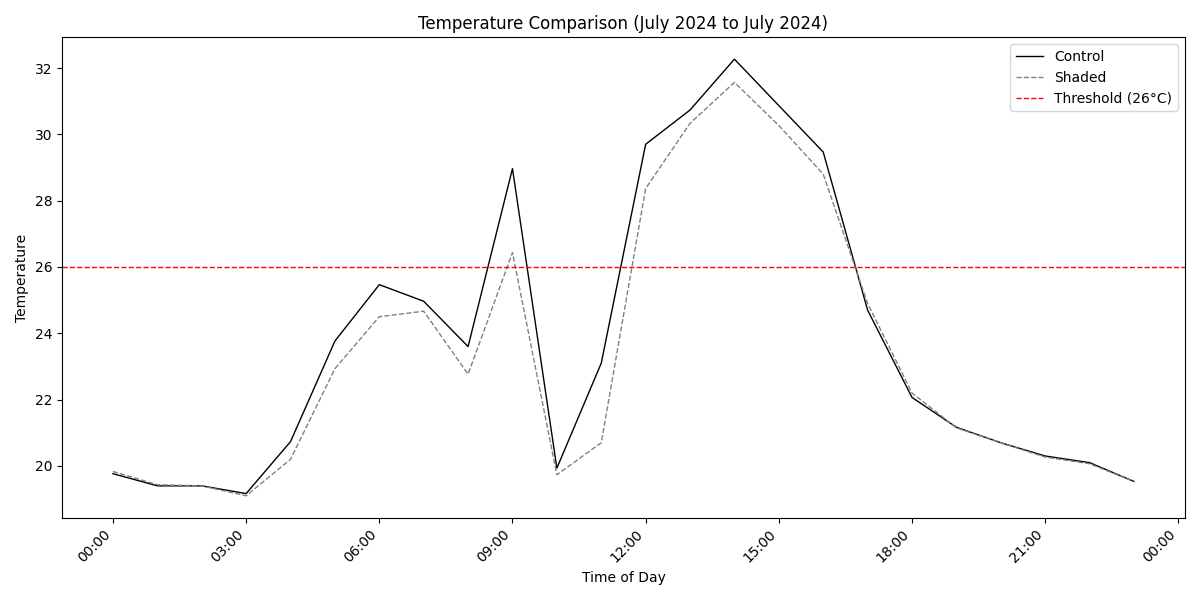 Temperature Comparison (July 2024 to July 2024)
Control
Shaded
Threshold (26°C)
Temperature
32
30
28
26
24
22
20
00:00
03:00
06:00
09:00
12:00
15:00
18:00
21:00
00:00
Time of Day